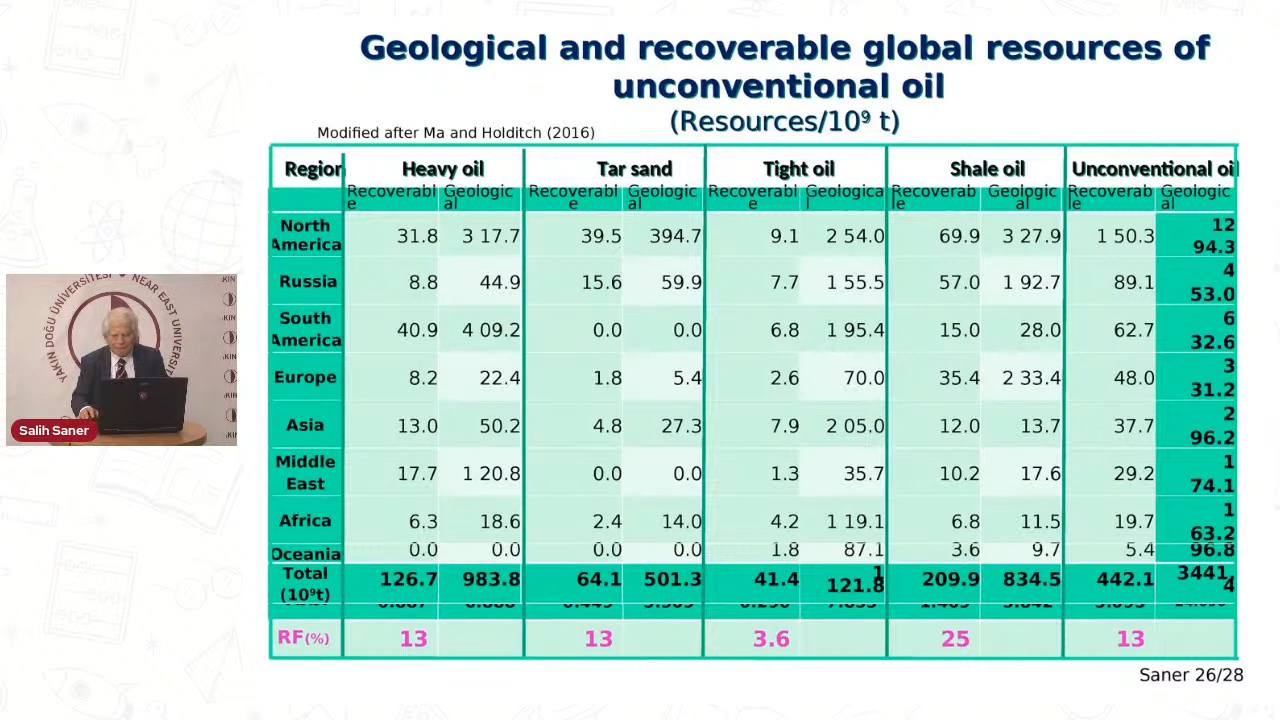 Geological and recoverable global resources of
unconventional oil
(Resources/10⁹ t)
Modified after Ma and Holditch (2016)
Region Heavy oil Tar sand Tight oil Shale oil Unconventional oil
Recoverable Geological Recoverable Geological Recoverable Geological Recoverable Geological Recoverable Geological
North America 31.8 3 17.7 39.5 394.7 9.1 2 54.0 69.9 3 27.9 1 50.3 12 94.3
Russia 8.8 44.9 15.6 59.9 7.7 1 55.5 57.0 1 92.7 89.1 4 53.0
South America 40.9 4 09.2 0.0 0.0 6.8 1 95.4 15.0 28.0 62.7 6 32.6
Europe 8.2 22.4 1.8 5.4 2.6 70.0 35.4 2 33.4 48.0 3 31.2
Asia 13.0 50.2 4.8 27.3 7.9 2 05.0 12.0 13.7 37.7 2 96.2
Middle East 17.7 1 20.8 0.0 0.0 1.3 35.7 10.2 17.6 29.2 1 74.1
Africa 6.3 18.6 2.4 14.0 4.2 1 19.1 6.8 11.5 19.7 1 63.2
Oceania 0.0 0.0 0.0 0.0 1.8 87.1 3.6 9.7 5.4 96.8
Total (10⁹t) 126.7 983.8 64.1 501.3 41.4 1 121.8 209.9 834.5 442.1 3441.4
RF(%) 13 13 3.6 25 13
YAKIN DOĞU ÜNİVERSİTESİ NEAR EAST UNIVERSI
Salih Saner
Saner 26/28